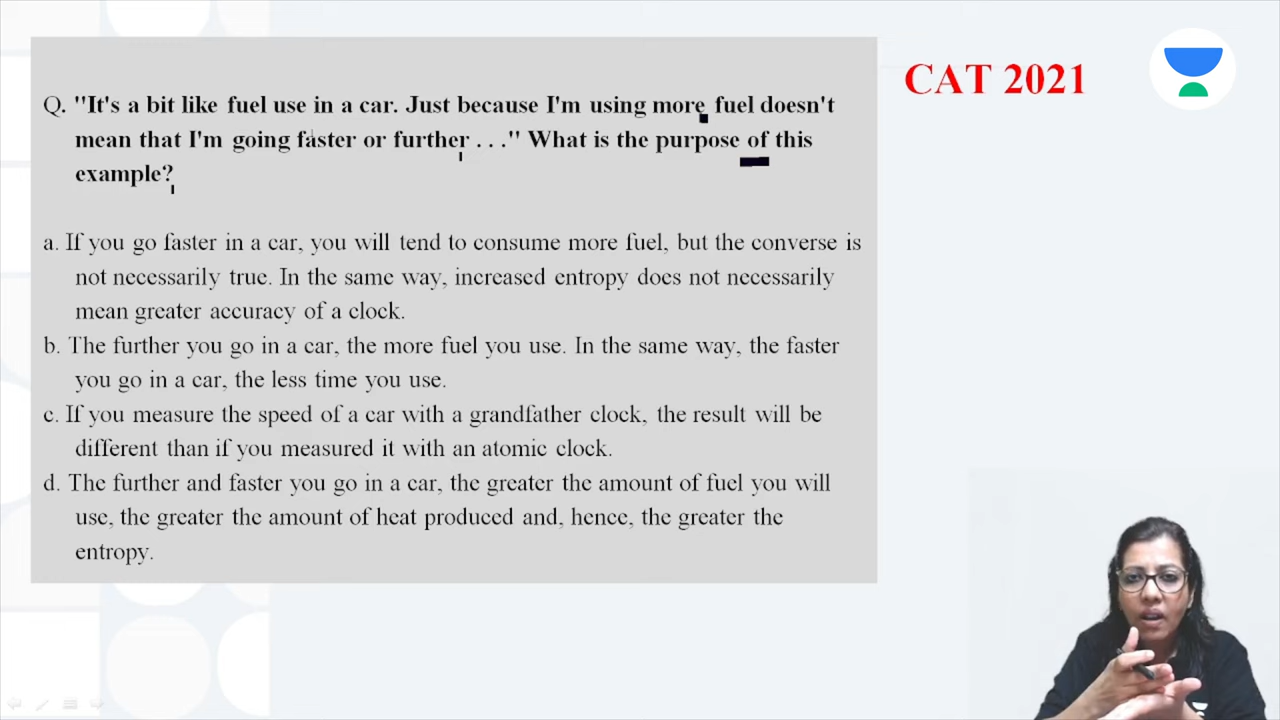 CAT 2021
Q. "It's a bit like fuel use in a car. Just because I'm using more fuel doesn't
mean that I'm going faster or further . . ." What is the purpose of this
example?
a. If you go faster in a car, you will tend to consume more fuel, but the converse is
not necessarily true. In the same way, increased entropy does not necessarily
mean greater accuracy of a clock.
b. The further you go in a car, the more fuel you use. In the same way, the faster
you go in a car, the less time you use.
c. If you measure the speed of a car with a grandfather clock, the result will be
different than if you measured it with an atomic clock.
d. The further and faster you go in a car, the greater the amount of fuel you will
use, the greater the amount of heat produced and, hence, the greater the
entropy.